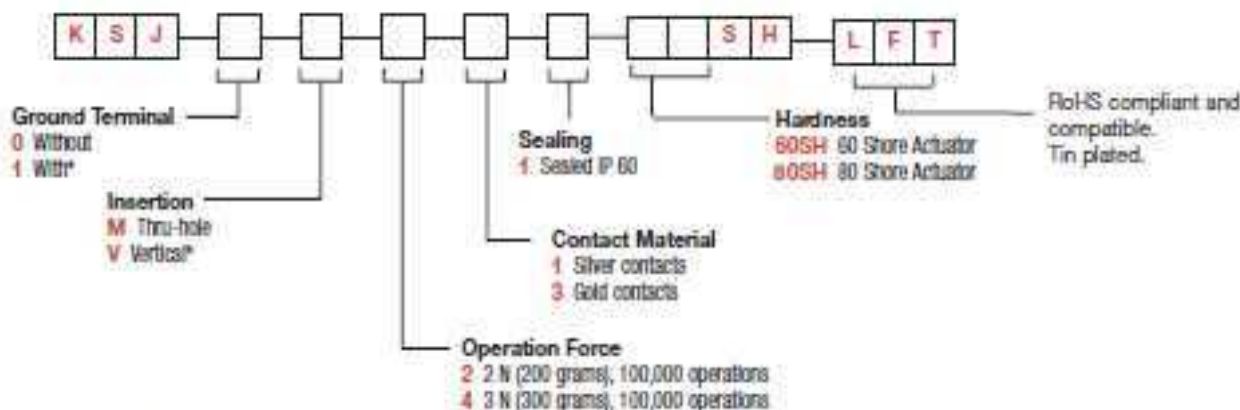 K S J S H L F T
Ground Terminal
0 Without
1 With*
Insertion
M Thru-hole
V Vertical*
Operation Force
2 2 N (200 grams), 100,000 operations
4 3 N (300 grams), 100,000 operations
Contact Material
1 Silver contacts
3 Gold contacts
Sealing
1 Sealed IP 60
Hardness
60SH 60 Shore Actuator
80SH 80 Shore Actuator
RoHS compliant and
compatible.
Tin plated.